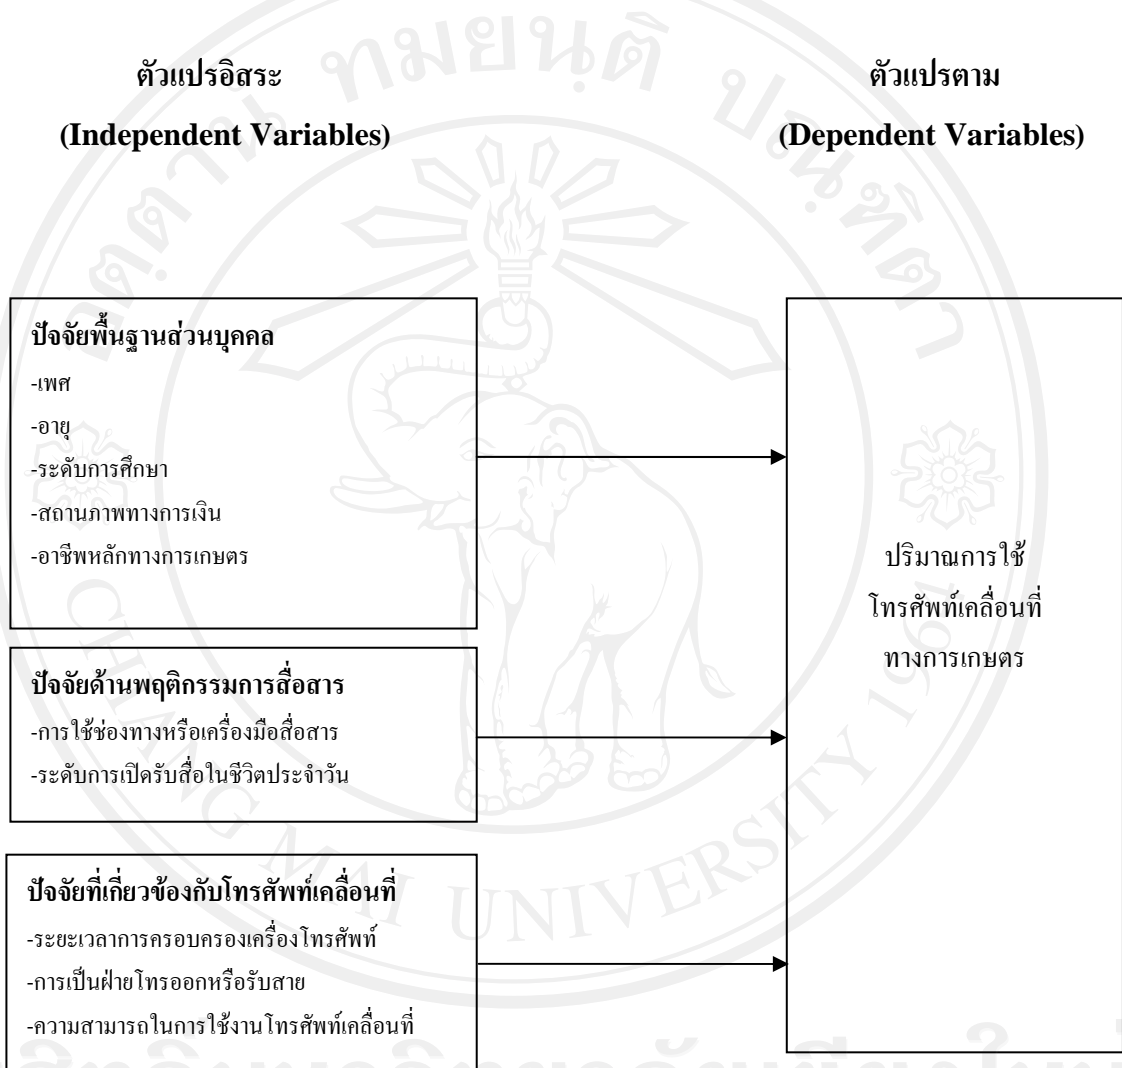 ตัวแปรอิสระ
(Independent Variables)
ตัวแปรตาม
(Dependent Variables)
ปัจจัยพื้นฐานส่วนบุคคล
-เพศ
-อายุ
-ระดับการศึกษา
-สถานภาพทางการเงิน
-อาชีพหลักทางการเกษตร
ปัจจัยด้านพฤติกรรมการสื่อสาร
-การใช้ช่องทางหรือเครื่องมือสื่อสาร
-ระดับการเปิดรับสื่อในชีวิตประจำวัน
ปัจจัยที่เกี่ยวข้องกับโทรศัพท์เคลื่อนที่
-ระยะเวลาการครอบครองเครื่องโทรศัพท์
-การเป็นฝ่ายโทรออกหรือรับสาย
-ความสามารถในการใช้งานโทรศัพท์เคลื่อนที่
ปริมาณการใช้
โทรศัพท์เคลื่อนที่
ทางการเกษตร
CHIANG MAI UNIVERSITY 1964